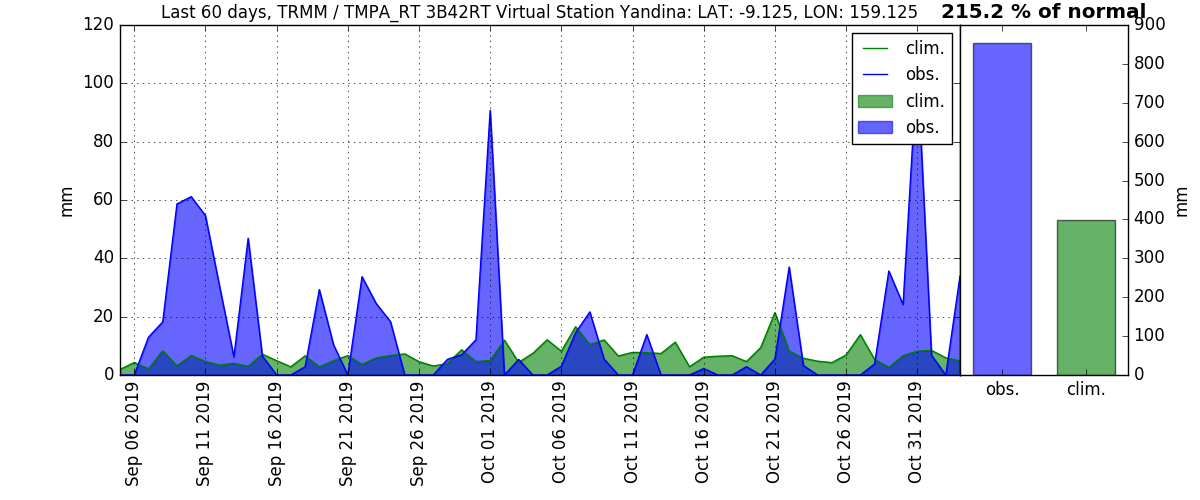 Last 60 days, TRMM / TMPA_RT 3B42RT Virtual Station Yandina: LAT: -9.125, LON: 159.125
215.2 % of normal
120
100
80
60
40
20
0
mm
clim.
obs.
clim.
obs.
900
800
700
600
500
400
300
200
100
0
mm
obs.
clim.
Sep 06 2019
Sep 11 2019
Sep 16 2019
Sep 21 2019
Sep 26 2019
Oct 01 2019
Oct 06 2019
Oct 11 2019
Oct 16 2019
Oct 21 2019
Oct 26 2019
Oct 31 2019